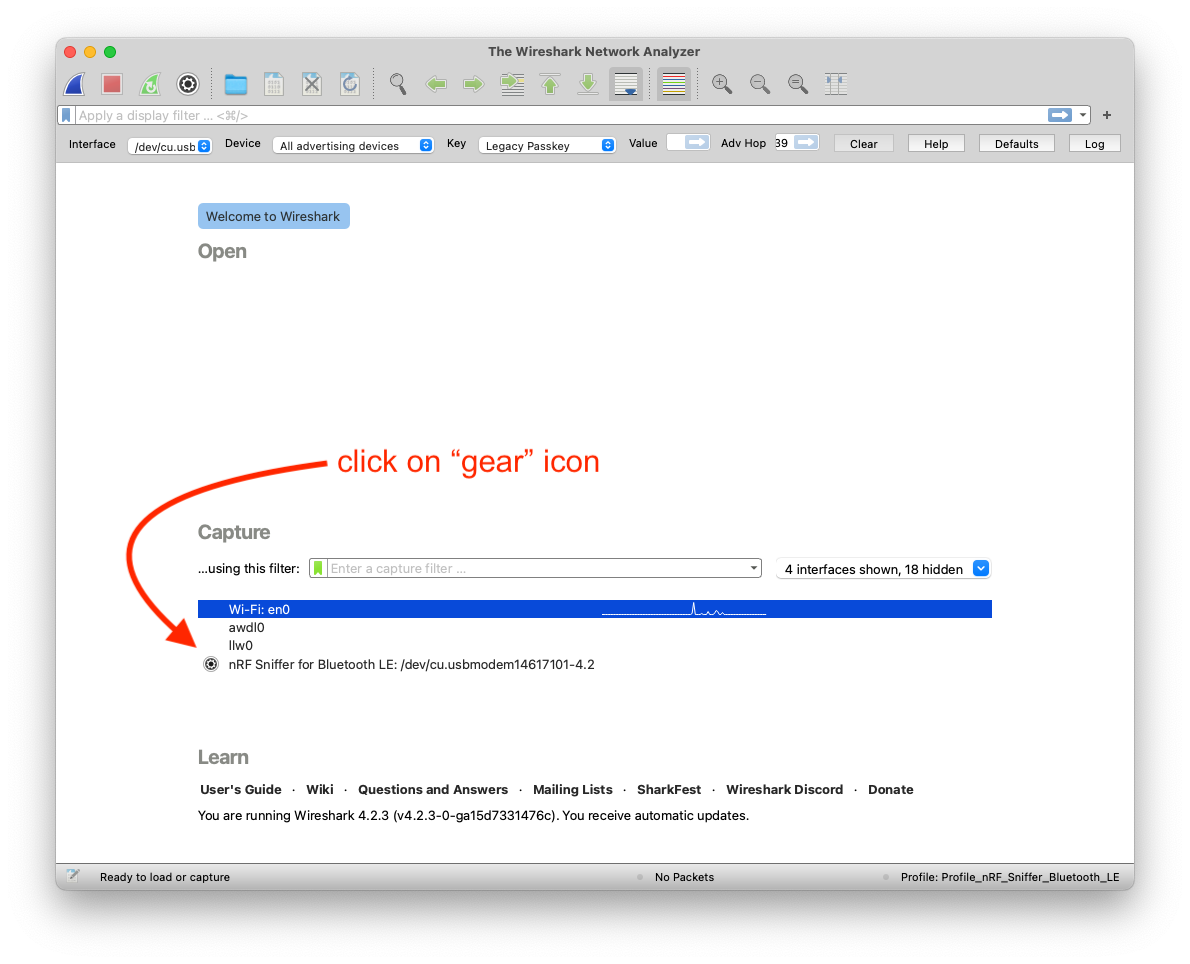 The Wireshark Network Analyzer
Apply a display filter … <⌘/>
+
Interface /dev/cu.usb Device All advertising devices Key Legacy Passkey Value Adv Hop 39 Clear Help Defaults Log
Welcome to Wireshark
Open
click on “gear” icon
Capture
…using this filter: Enter a capture filter … 4 interfaces shown, 18 hidden
Wi-Fi: en0
awdl0
llw0
nRF Sniffer for Bluetooth LE: /dev/cu.usbmodem14617101-4.2
Learn
User's Guide · Wiki · Questions and Answers · Mailing Lists · SharkFest · Wireshark Discord · Donate
You are running Wireshark 4.2.3 (v4.2.3-0-ga15d7331476c). You receive automatic updates.
Ready to load or capture No Packets Profile: Profile_nRF_Sniffer_Bluetooth_LE